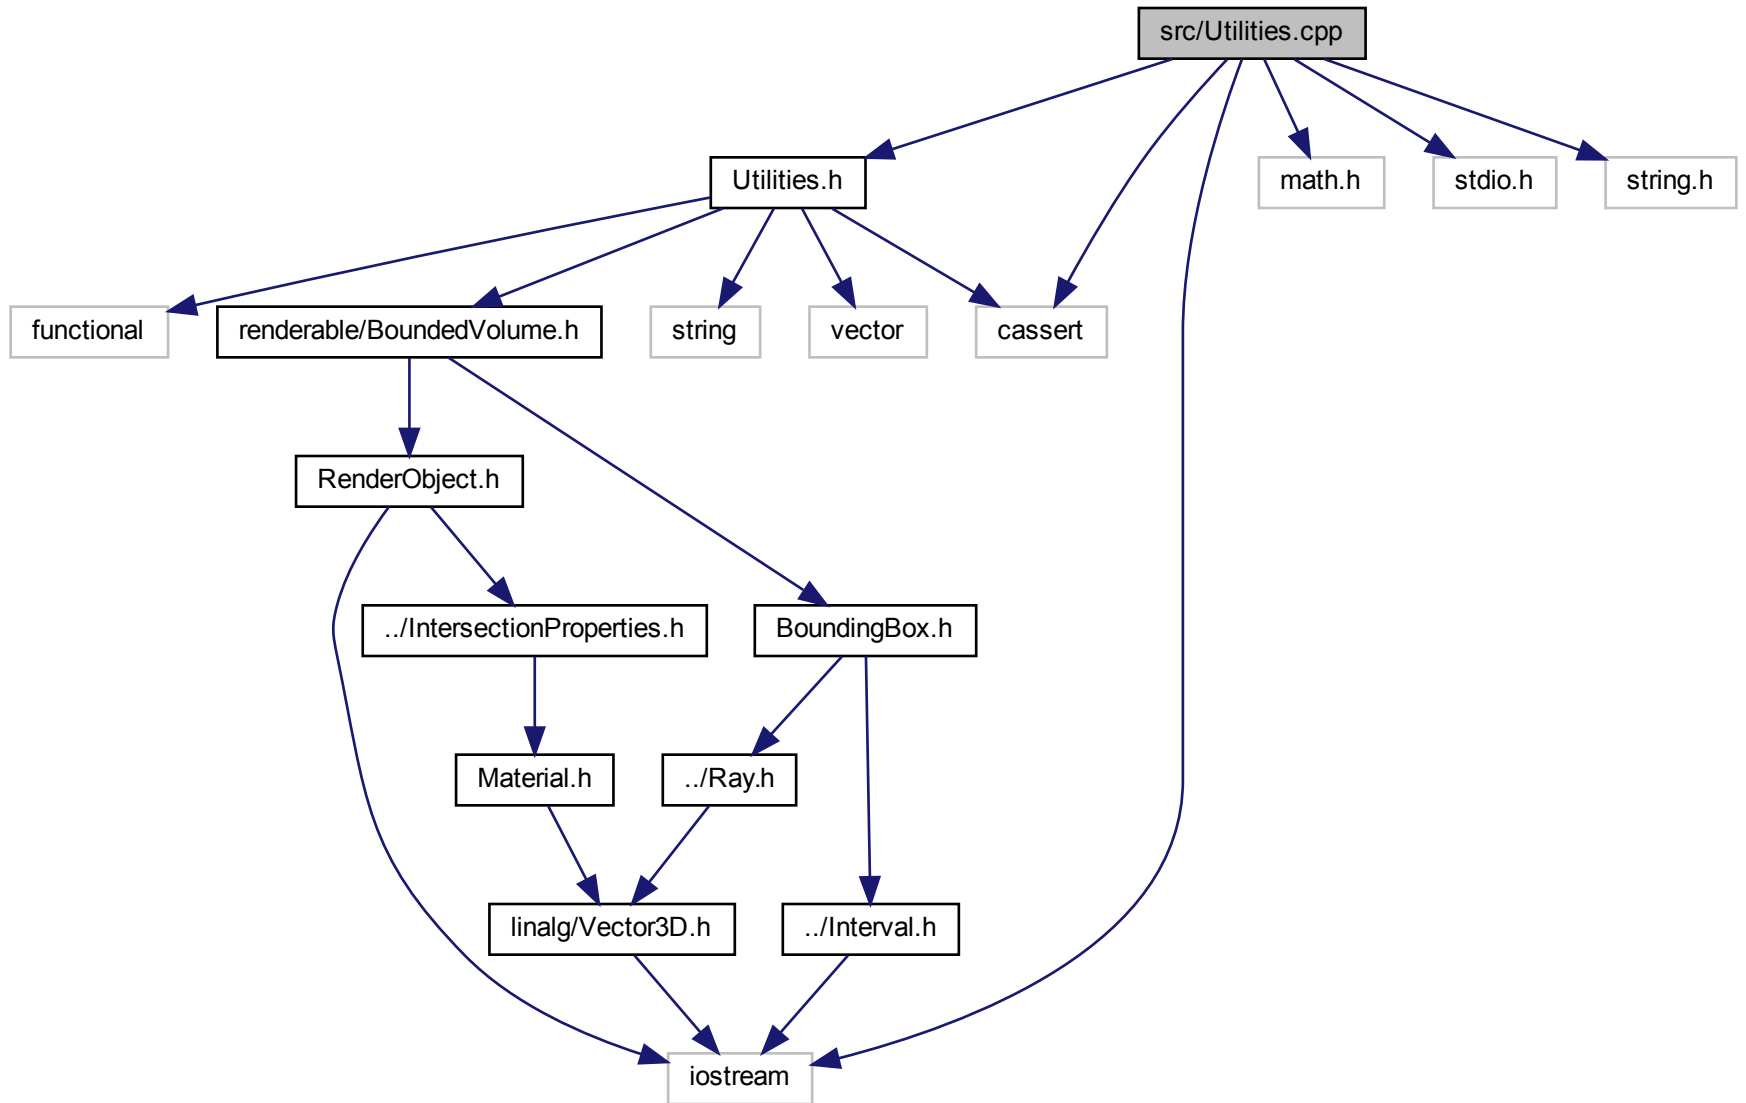 src/Utilities.cpp
Utilities.h
math.h
stdio.h
string.h
functional
renderable/BoundedVolume.h
string
vector
cassert
RenderObject.h
../IntersectionProperties.h
BoundingBox.h
Material.h
../Ray.h
linalg/Vector3D.h
../Interval.h
iostream